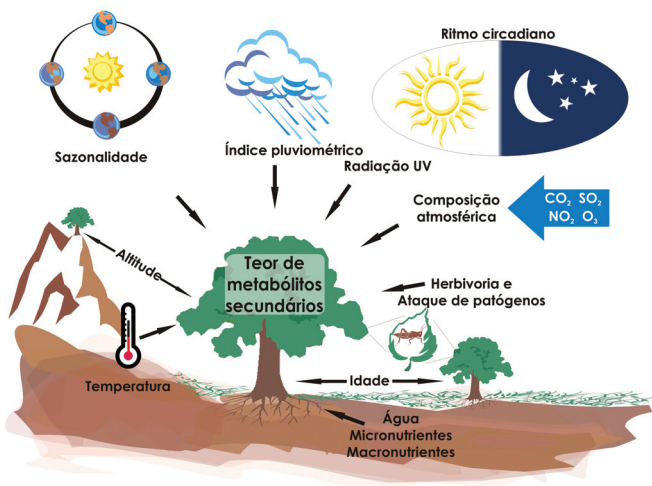 Ritmo circadiano
Sazonalidade
Índice pluviométrico
Radiação UV
Composição
atmosférica
CO₂ SO₂
NO₂ O₃
Altitude
Teor de
metabólitos
secundários
Herbivoria e
Ataque de patógenos
Temperatura
Idade
Água
Micronutrientes
Macronutrientes